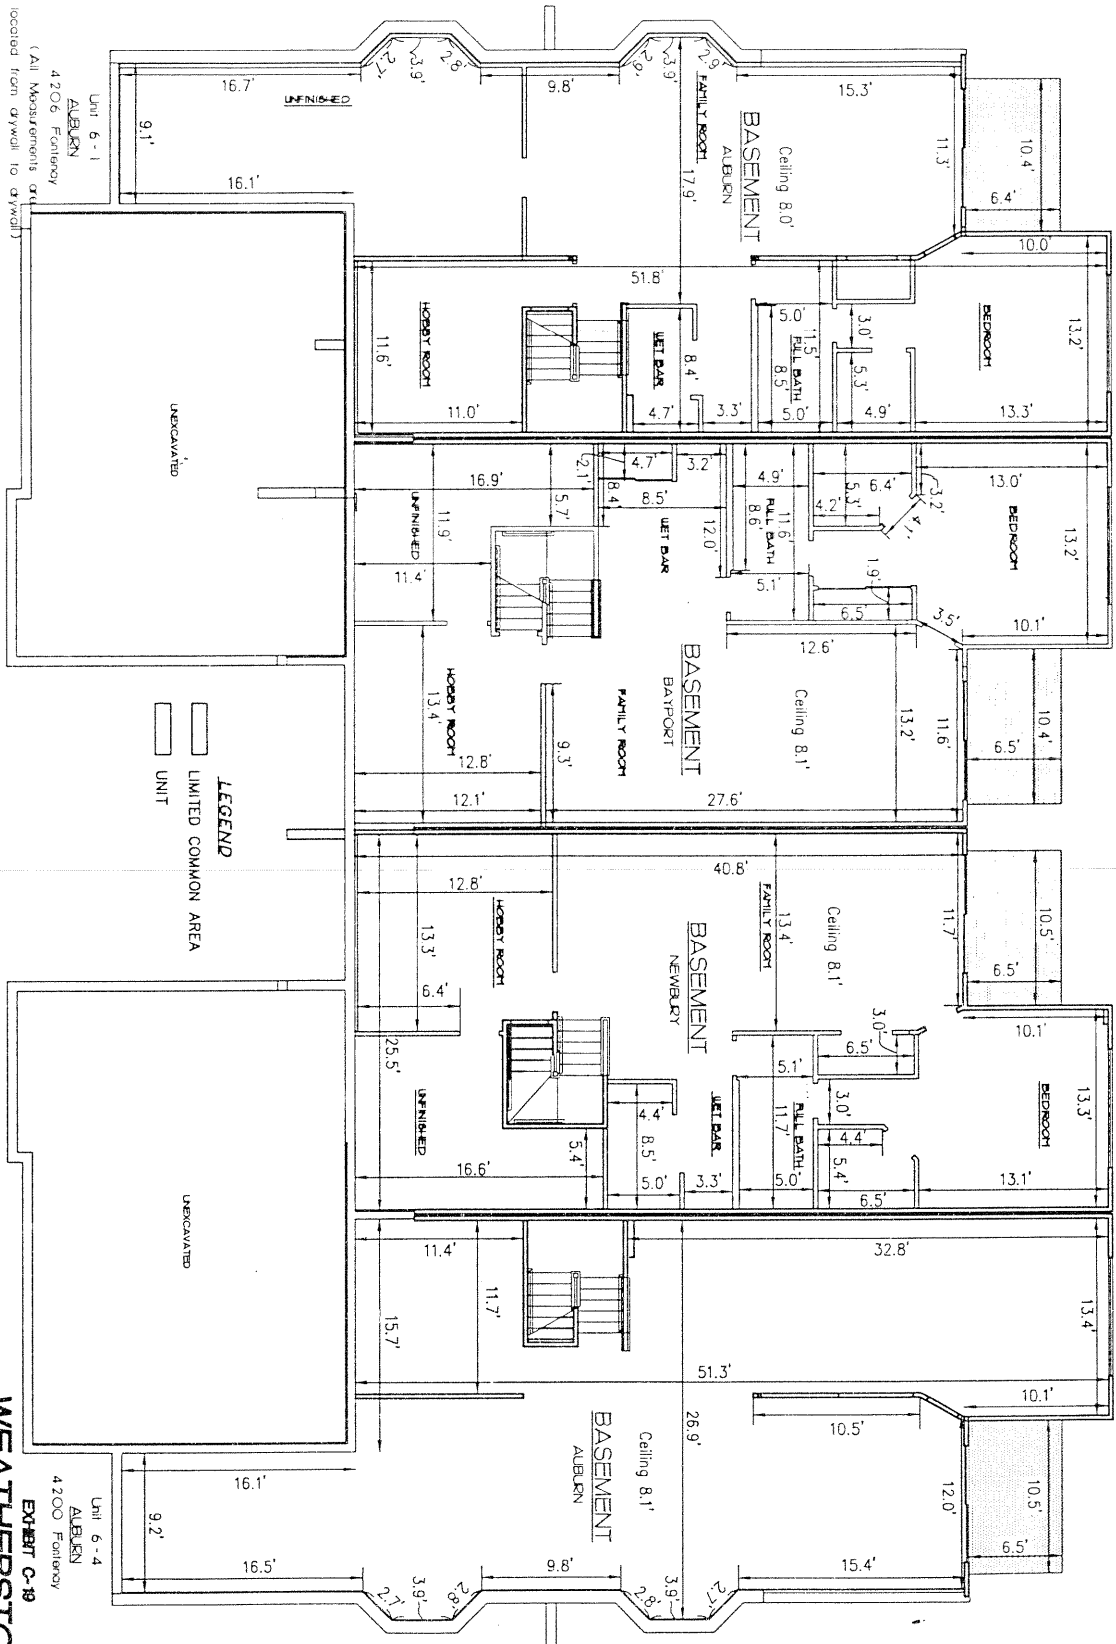 Unit 6-1
AUBURN
4206 Fontenay
(All Measurements are
located from drywall to drywall)
BASEMENT
AUBURN
Ceiling 8.0'
FAMILY ROOM
UNFINISHED
HOBBY ROOM
WET BAR
FULL BATH
BEDROOM
16.7'
2.7'
3.9'
2.8'
9.8'
2.9'
3.9'
2.9'
15.3'
9.1'
16.1'
17.9'
11.3'
10.4'
6.4'
10.0'
51.8'
11.6'
11.0'
8.4'
4.7'
3.3'
5.0'
11.5'
8.5'
5.0'
3.0'
5.3'
4.9'
13.2'
13.3'
UNEXCAVATED
BASEMENT
BAYPORT
Ceiling 8.1'
UNFINISHED
HOBBY ROOM
FAMILY ROOM
WET BAR
FULL BATH
BEDROOM
16.9'
11.9'
11.4'
5.7'
2.1'
4.7'
8.4'
3.2'
8.5'
12.0'
4.9'
11.6'
8.6'
5.1'
6.4'
5.3'
4.2'
4.1'
3.2'
13.0'
13.2'
1.9'
6.5'
3.5'
10.1'
12.6'
13.4'
12.8'
12.1'
9.3'
27.6'
13.2'
11.6'
10.4'
6.5'
LEGEND
LIMITED COMMON AREA
UNIT
BASEMENT
NEWBURY
Ceiling 8.1'
FAMILY ROOM
HOBBY ROOM
UNFINISHED
WET BAR
FULL BATH
BEDROOM
40.8'
12.8'
13.3'
6.4'
25.5'
13.4'
11.7'
10.5'
6.5'
10.1'
3.0'
6.5'
5.1'
11.7'
3.0'
4.4'
5.4'
6.5'
5.0'
4.4'
8.5'
5.0'
3.3'
5.4'
16.6'
13.3'
13.1'
UNEXCAVATED
BASEMENT
AUBURN
Ceiling 8.1'
11.4'
11.7'
15.7'
32.8'
13.4'
51.3'
10.1'
26.9'
10.5'
12.0'
10.5'
6.5'
16.1'
9.2'
16.5'
2.7'
3.9'
2.8'
9.8'
2.8'
3.9'
2.7'
15.4'
Unit 6-4
AUBURN
4200 Fontenay
EXHIBIT C-19